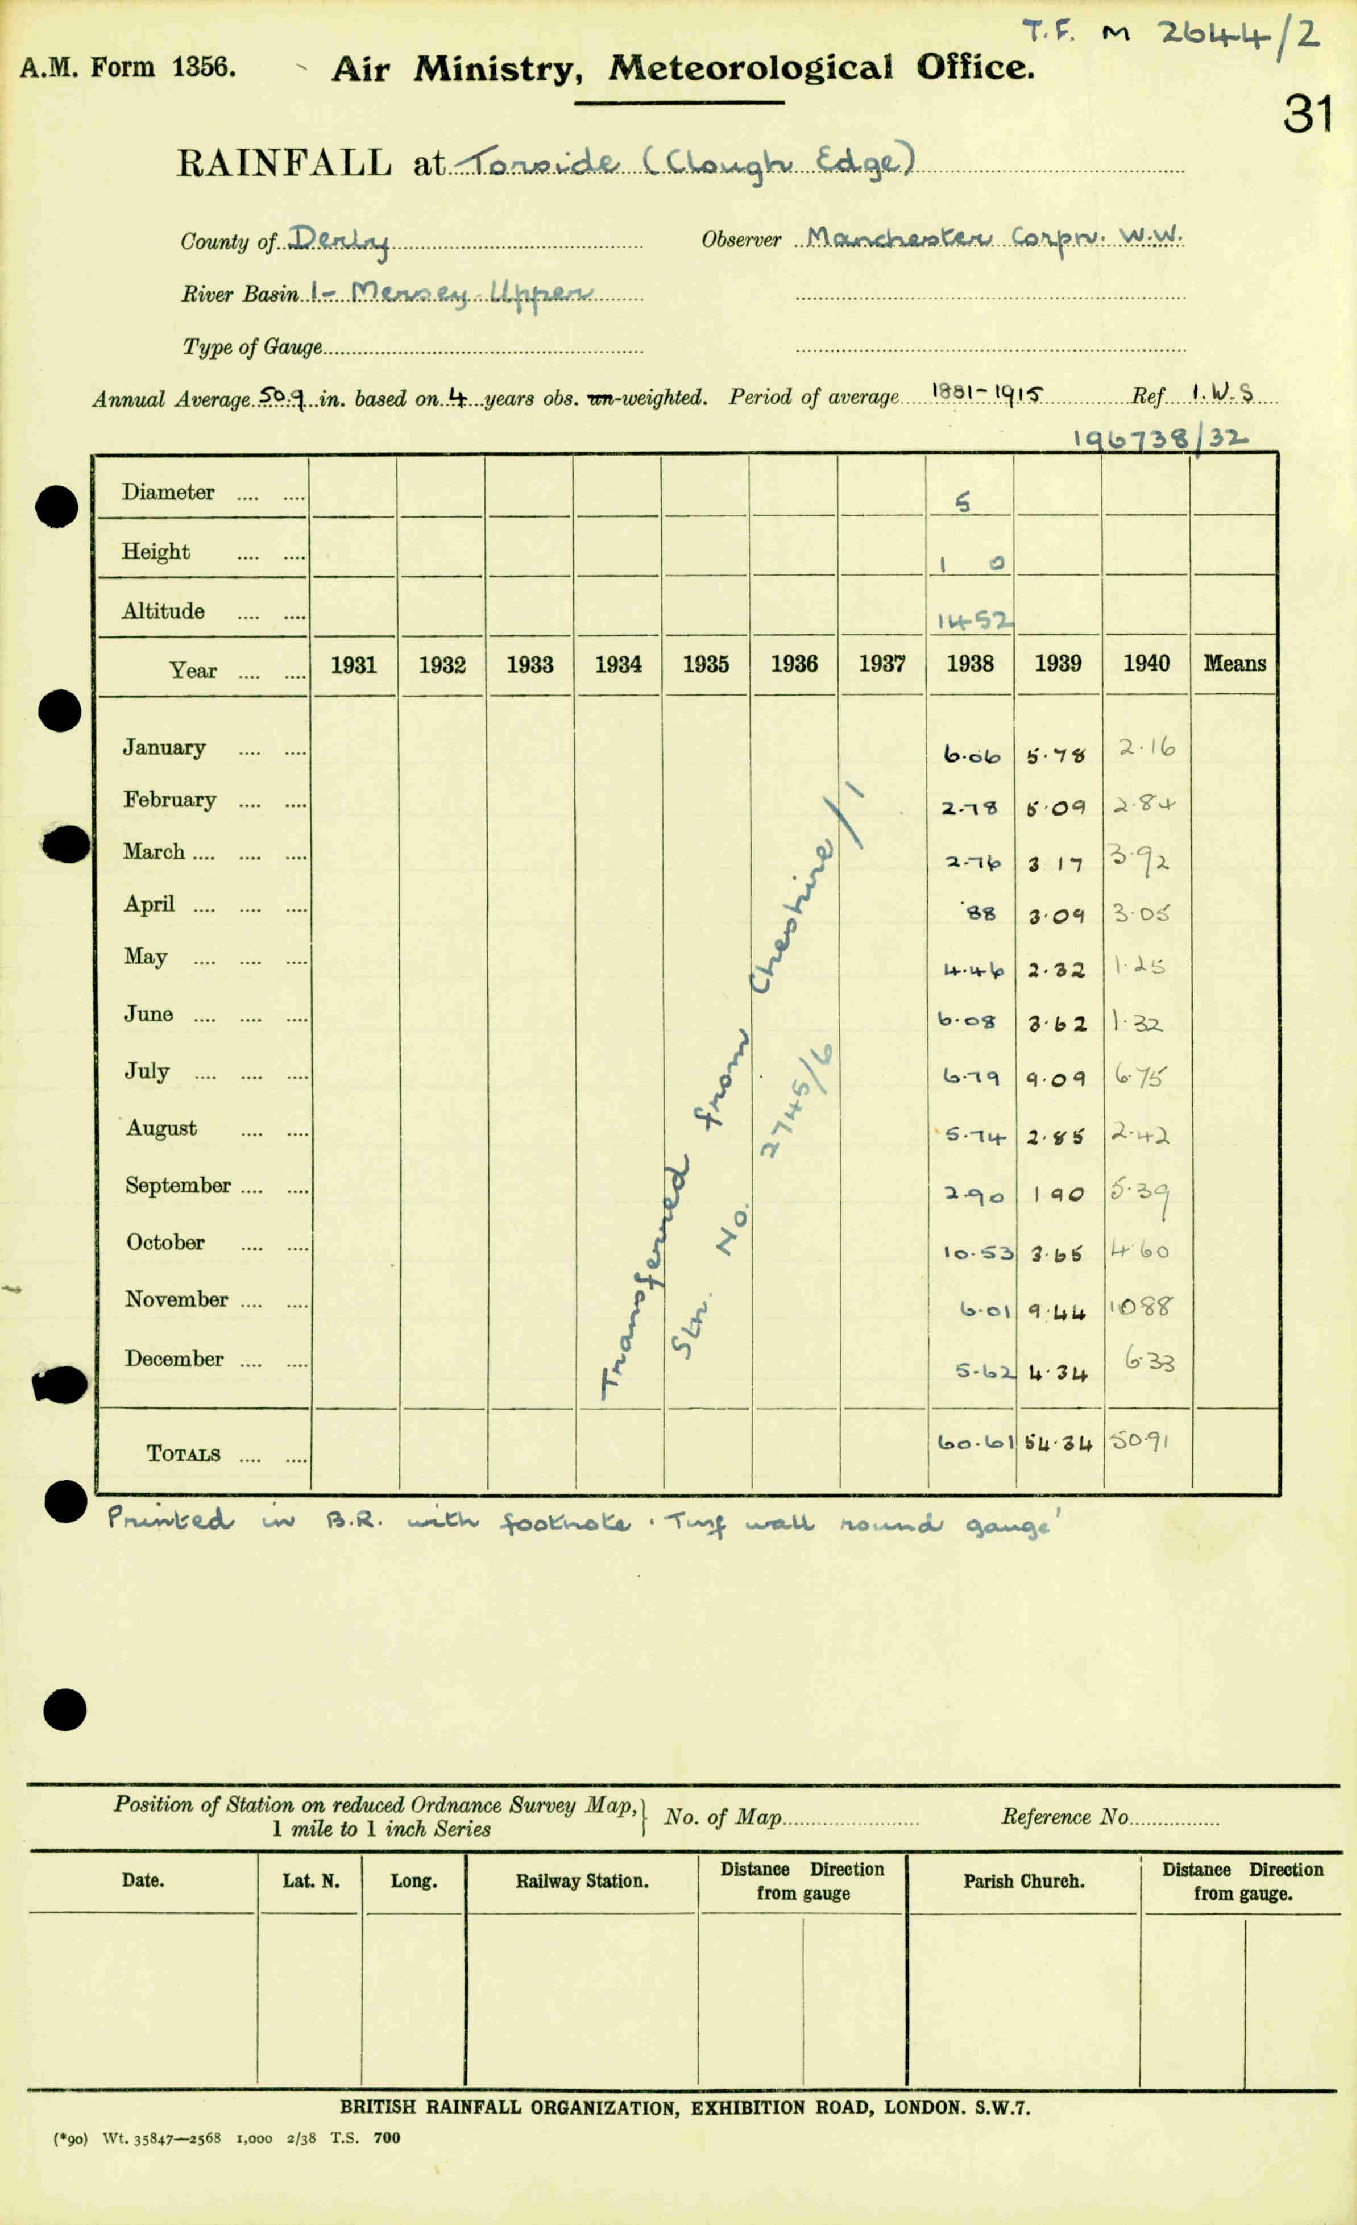 T.F. M 2644/2
A.M. Form 1356. Air Ministry, Meteorological Office.
31
RAINFALL at Torside (Clough Edge)
County of Derby Observer Manchester Corpn. W.W.
River Basin 1- Mersey Upper
Type of Gauge
Annual Average 50.9 in. based on 4 years obs. un-weighted. Period of average 1881-1915 Ref. I.W.S
196738/32
Diameter .... .... 5
Height .... .... 1 0
Altitude .... .... 1452
Year .... .... 1931 1932 1933 1934 1935 1936 1937 1938 1939 1940 Means
January .... .... 6.06 5.78 2.16
February .... .... 2.78 5.09 2.84
March .... .... .... 2.76 3 17 3.92
April .... .... .... .88 3.09 3.05
May .... .... .... 4.46 2.32 1.25
June .... .... .... 6.08 3.62 1.32
July .... .... .... 6.79 9.09 6.75
August .... .... 5.74 2.85 2.42
September .... .... 2.90 1 90 5.39
October .... .... 10.53 3.65 4.60
November .... .... 6.01 9.44 1088
December .... .... 5.62 4.34 6.33
TOTALS .... .... 60.61 54.34 50.91
Transferred from Cheshire/1
Stn. No. 2745/6
Printed in B.R. with footnote 'Turf wall round gauge'
Position of Station on reduced Ordnance Survey Map, 1 mile to 1 inch Series } No. of Map Reference No.
Date. Lat. N. Long. Railway Station. Distance Direction from gauge Parish Church. Distance Direction from gauge.
BRITISH RAINFALL ORGANIZATION, EXHIBITION ROAD, LONDON. S.W.7.
(*90) Wt. 35847—2568 1,000 2/38 T.S. 700